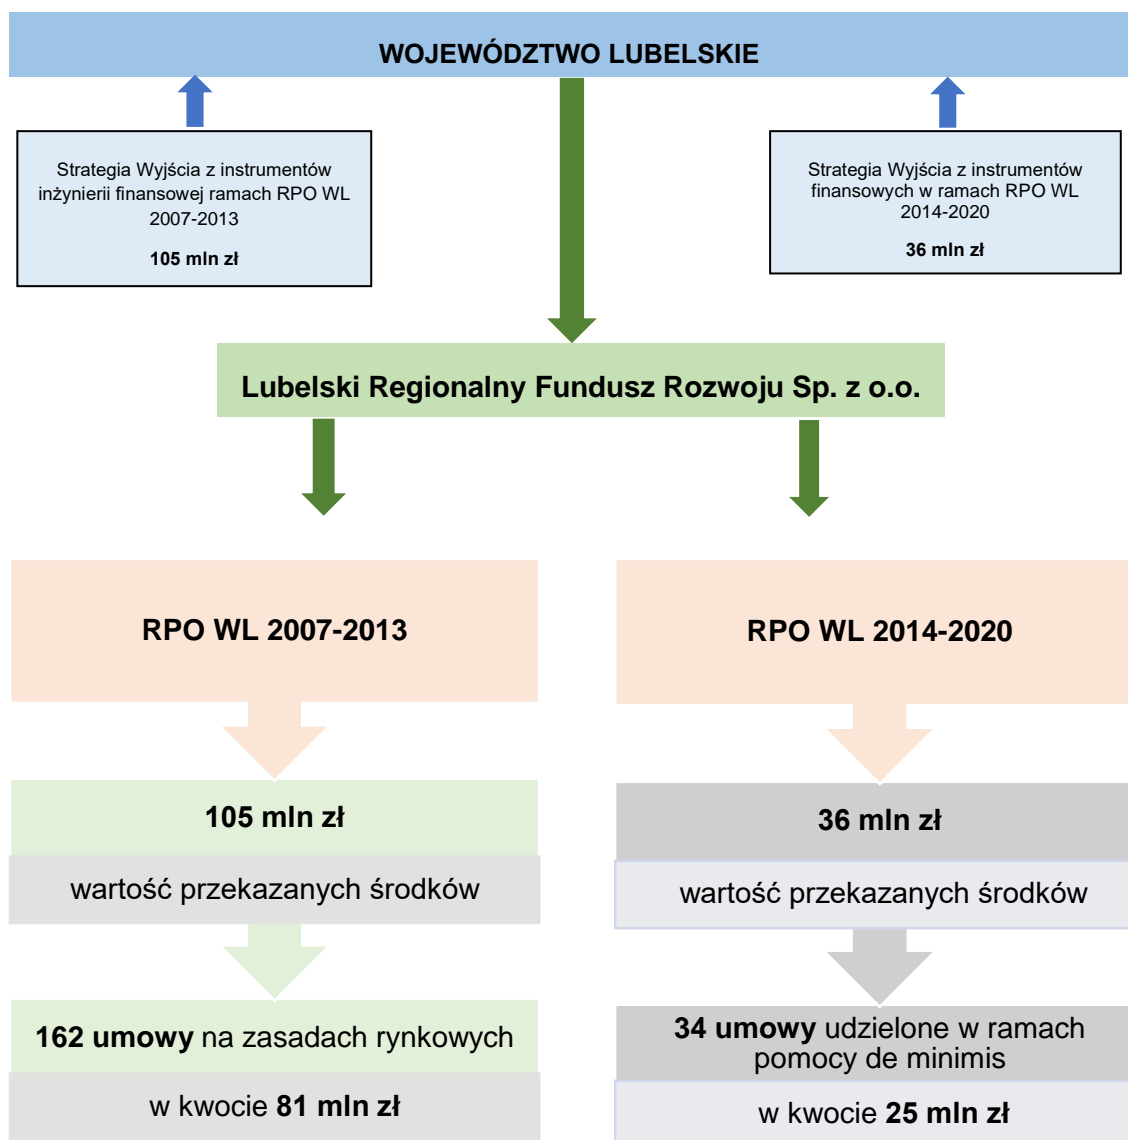 WOJEWÓDZTWO LUBELSKIE
Strategia Wyjścia z instrumentów
inżynierii finansowej ramach RPO WL
2007-2013
105 mln zł
Strategia Wyjścia z instrumentów
finansowych w ramach RPO WL
2014-2020
36 mln zł
Lubelski Regionalny Fundusz Rozwoju Sp. z o.o.
RPO WL 2007-2013
105 mln zł
wartość przekazanych środków
162 umowy na zasadach rynkowych
w kwocie 81 mln zł
RPO WL 2014-2020
36 mln zł
wartość przekazanych środków
34 umowy udzielone w ramach
pomocy de minimis
w kwocie 25 mln zł